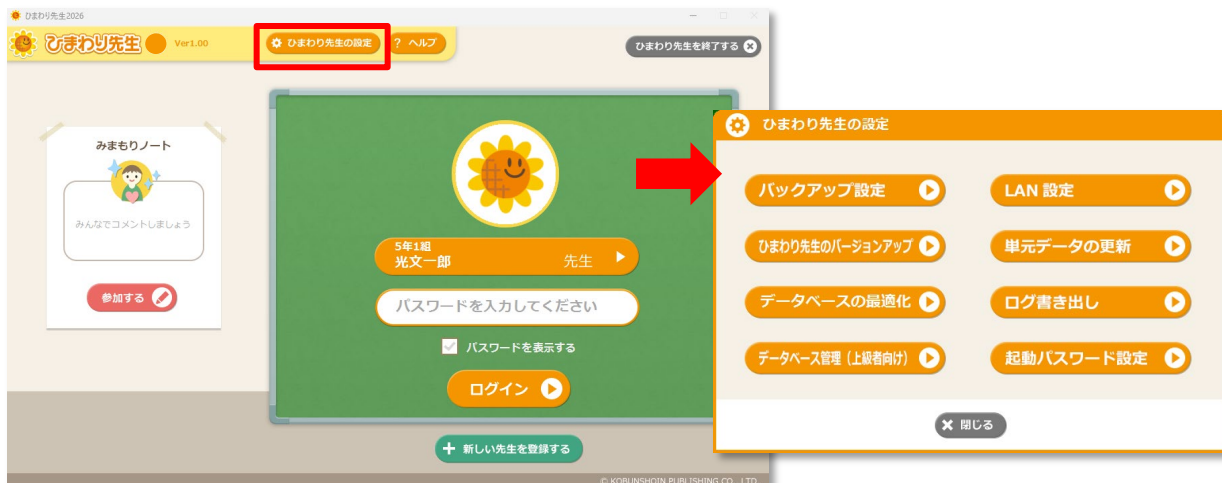 ひまわり先生2026
ひまわり先生 Ver1.00
ひまわり先生の設定
? ヘルプ
ひまわり先生を終了する
みまもりノート
みんなでコメントしましょう
参加する
5年1組
光文一郎 先生
パスワードを入力してください
パスワードを表示する
ログイン
新しい先生を登録する
© KOBUNSHOIN PUBLISHING CO., LTD.
ひまわり先生の設定
バックアップ設定
LAN 設定
ひまわり先生のバージョンアップ
単元データの更新
データベースの最適化
ログ書き出し
データベース管理（上級者向け）
起動パスワード設定
閉じる